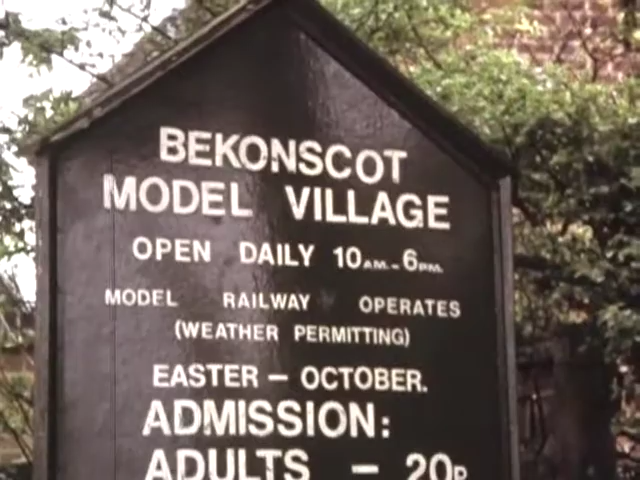 BEKONSCOT
MODEL VILLAGE
OPEN DAILY 10AM-6PM.
MODEL RAILWAY OPERATES
(WEATHER PERMITTING)
EASTER - OCTOBER.
ADMISSION:
ADULTS - 20P